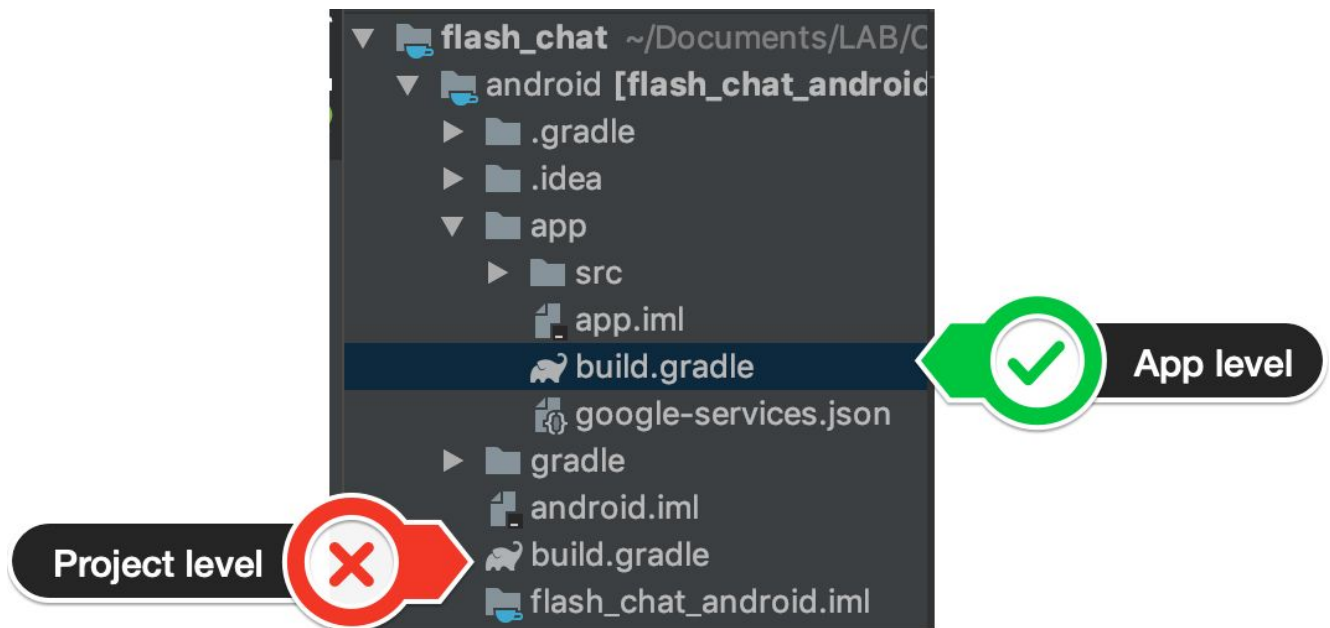 flash_chat ~/Documents/LAB/
android [flash_chat_android
.gradle
.idea
app
src
app.iml
build.gradle
App level
google-services.json
gradle
android.iml
Project level
build.gradle
flash_chat_android.iml